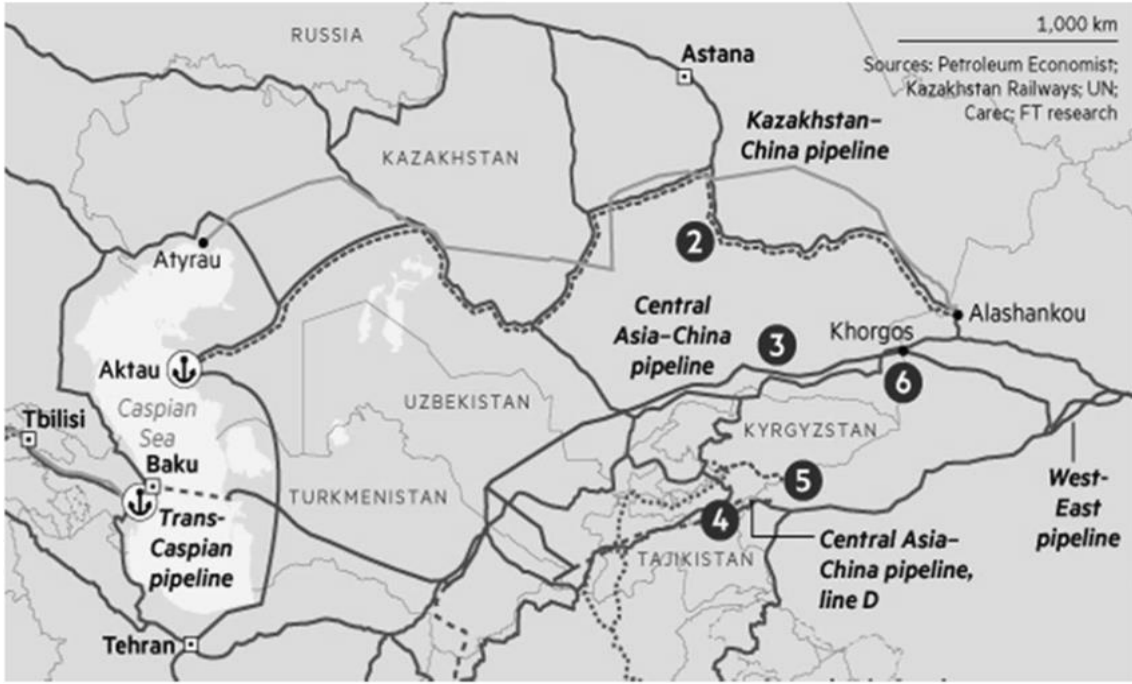 RUSSIA
1,000 km
Astana
Sources: Petroleum Economist;
Kazakhstan Railways; UN;
Carec; FT research
Kazakhstan–
China pipeline
KAZAKHSTAN
2
Atyrau
Central
Asia–China
pipeline
3
Khorgos
Alashankou
Aktau
6
Caspian
Sea
UZBEKISTAN
Tbilisi
KYRGYZSTAN
Baku
TURKMENISTAN
5
West-
East
pipeline
Trans-
Caspian
pipeline
4
TAJIKISTAN
Central Asia–
China pipeline,
line D
Tehran